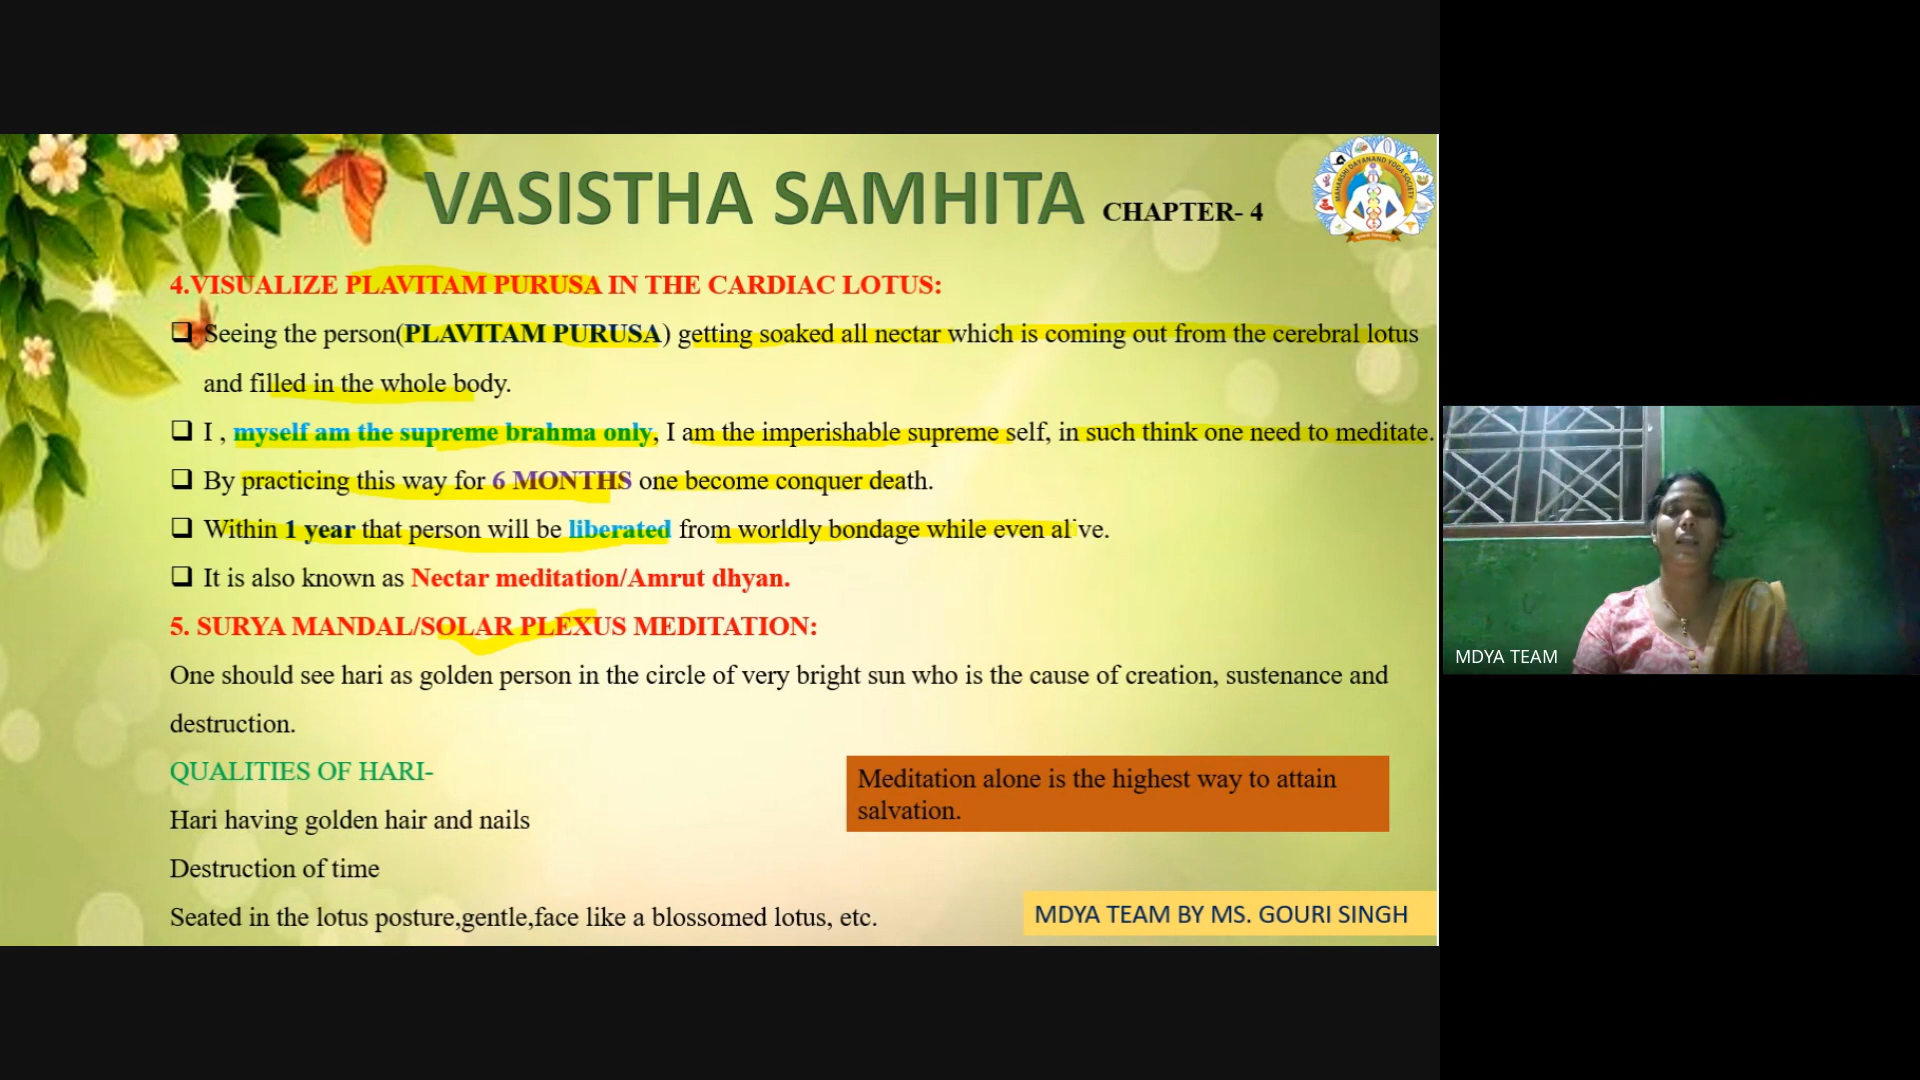 VASISTHA SAMHITA CHAPTER- 4
MAHARSHI DAYANAND YOGA SOCIETY
4.VISUALIZE PLAVITAM PURUSA IN THE CARDIAC LOTUS:
❑ Seeing the person(PLAVITAM PURUSA) getting soaked all nectar which is coming out from the cerebral lotus
and filled in the whole body.
❑ I , myself am the supreme brahma only, I am the imperishable supreme self, in such think one need to meditate.
❑ By practicing this way for 6 MONTHS one become conquer death.
❑ Within 1 year that person will be liberated from worldly bondage while even alive.
❑ It is also known as Nectar meditation/Amrut dhyan.
5. SURYA MANDAL/SOLAR PLEXUS MEDITATION:
One should see hari as golden person in the circle of very bright sun who is the cause of creation, sustenance and
destruction.
QUALITIES OF HARI-
Hari having golden hair and nails
Destruction of time
Seated in the lotus posture,gentle,face like a blossomed lotus, etc.
Meditation alone is the highest way to attain
salvation.
MDYA TEAM BY MS. GOURI SINGH
MDYA TEAM